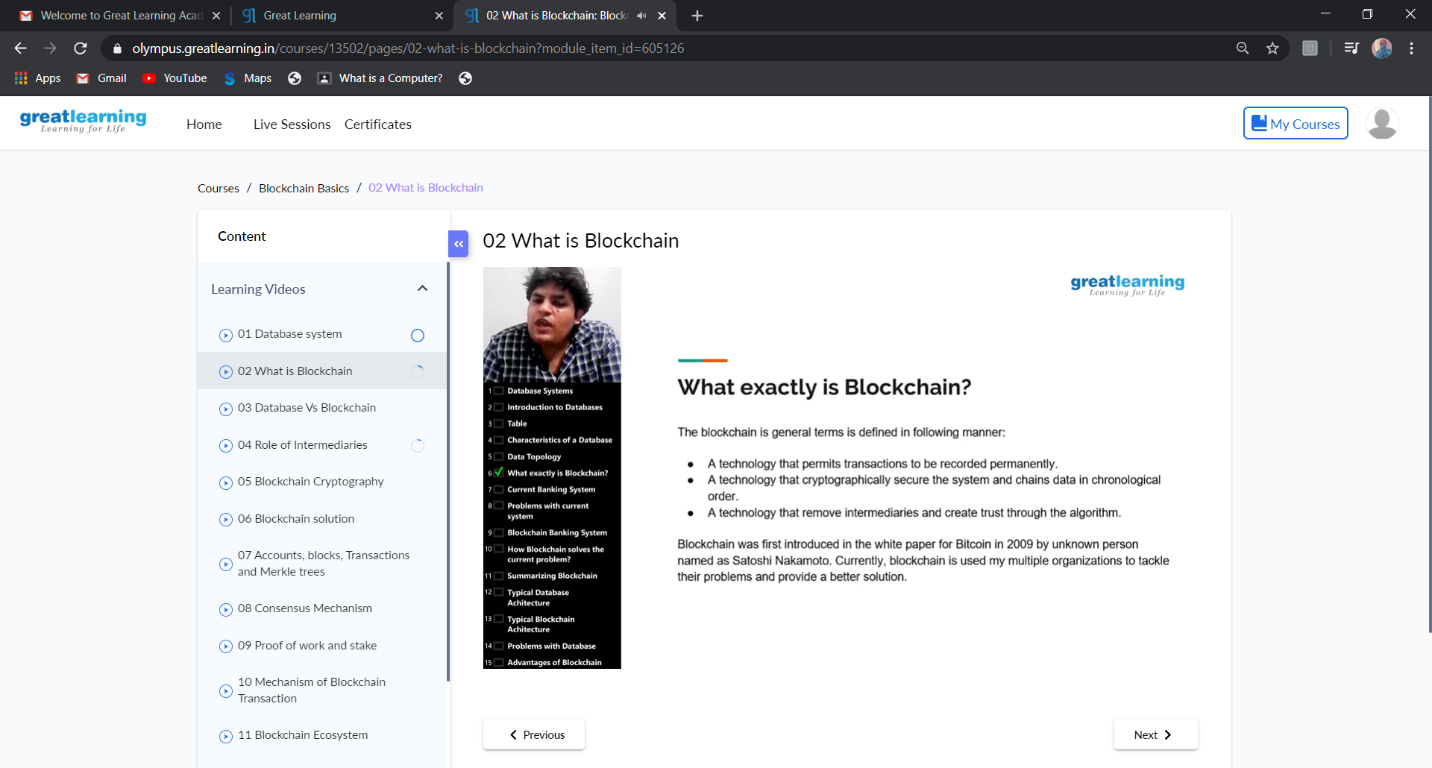 Welcome to Great Learning Acad
Great Learning
02 What is Blockchain: Block
olympus.greatlearning.in/courses/13502/pages/02-what-is-blockchain?module_item_id=605126
Apps
Gmail
YouTube
Maps
What is a Computer?
greatlearning
Learning for Life
Home
Live Sessions
Certificates
My Courses
Courses / Blockchain Basics / 02 What is Blockchain
Content
Learning Videos
01 Database system
02 What is Blockchain
03 Database Vs Blockchain
04 Role of Intermediaries
05 Blockchain Cryptography
06 Blockchain solution
07 Accounts, blocks, Transactions
and Merkle trees
08 Consensus Mechanism
09 Proof of work and stake
10 Mechanism of Blockchain
Transaction
11 Blockchain Ecosystem
02 What is Blockchain
1 Database Systems
2 Introduction to Databases
3 Table
4 Characteristics of a Database
5 Data Topology
6 What exactly is Blockchain?
7 Current Banking System
8 Problems with current
system
9 Blockchain Banking System
10 How Blockchain solves the
current problem?
11 Summarizing Blockchain
12 Typical Database
Achitecture
13 Typical Blockchain
Achitecture
14 Problems with Database
15 Advantages of Blockchain
greatlearning
Learning for Life
What exactly is Blockchain?
The blockchain is general terms is defined in following manner:
● A technology that permits transactions to be recorded permanently.
● A technology that cryptographically secure the system and chains data in chronological
order.
● A technology that remove intermediaries and create trust through the algorithm.
Blockchain was first introduced in the white paper for Bitcoin in 2009 by unknown person
named as Satoshi Nakamoto. Currently, blockchain is used my multiple organizations to tackle
their problems and provide a better solution.
Previous
Next